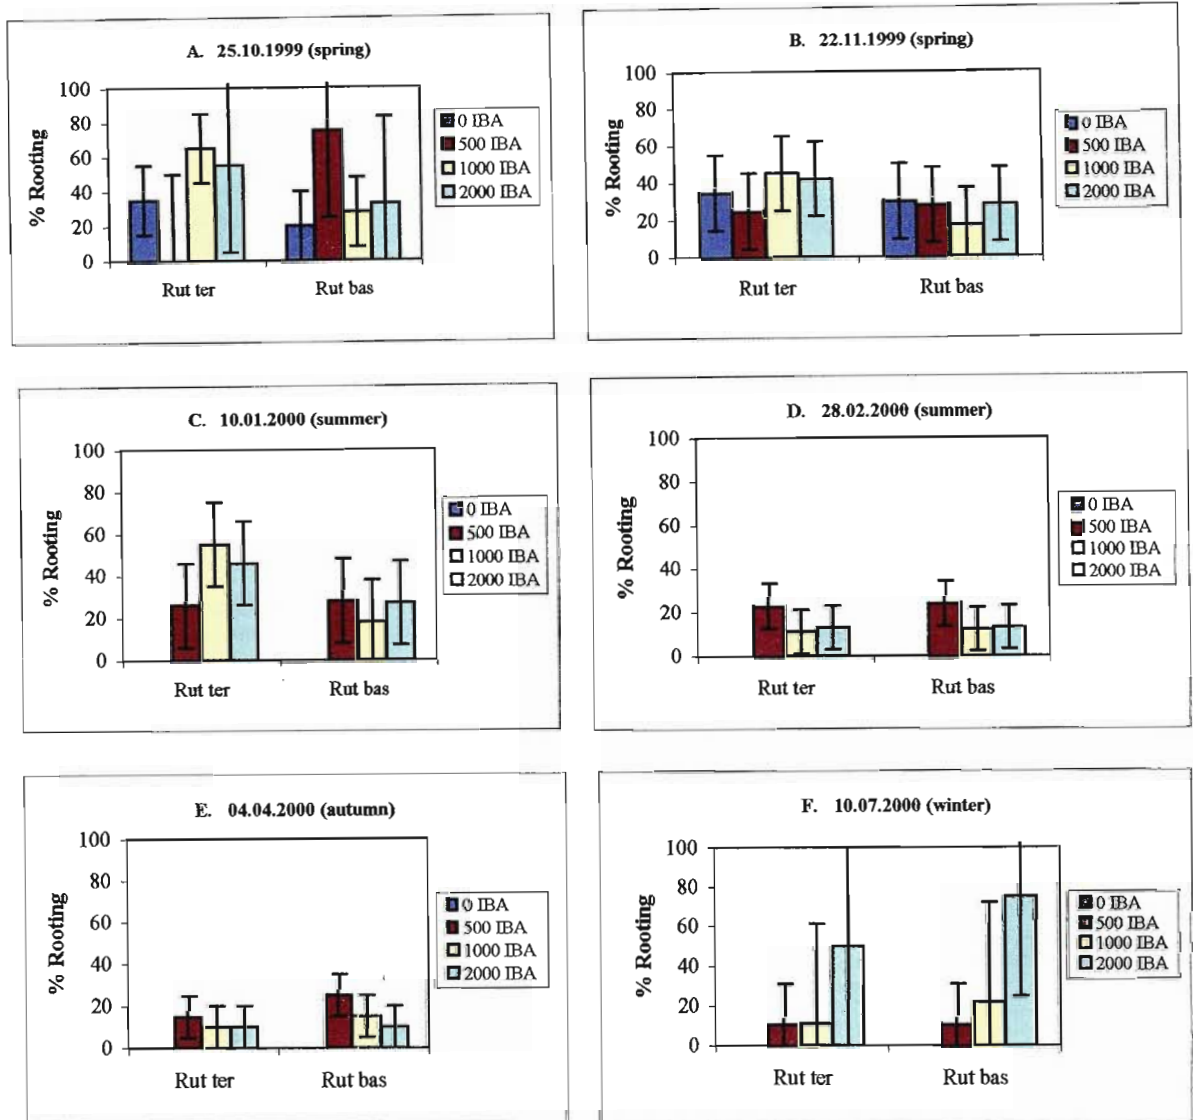 A. 25.10.1999 (spring)
100
80
60
40
20
0
% Rooting
Rut ter
Rut bas
0 IBA
500 IBA
1000 IBA
2000 IBA
B. 22.11.1999 (spring)
100
80
60
40
20
0
% Rooting
Rut ter
Rut bas
0 IBA
500 IBA
1000 IBA
2000 IBA
C. 10.01.2000 (summer)
100
80
60
40
20
0
% Rooting
Rut ter
Rut bas
0 IBA
500 IBA
1000 IBA
2000 IBA
D. 28.02.2000 (summer)
100
80
60
40
20
0
% Rooting
Rut ter
Rut bas
0 IBA
500 IBA
1000 IBA
2000 IBA
E. 04.04.2000 (autumn)
100
80
60
40
20
0
% Rooting
Rut ter
Rut bas
0 IBA
500 IBA
1000 IBA
2000 IBA
F. 10.07.2000 (winter)
100
80
60
40
20
0
% Rooting
Rut ter
Rut bas
0 IBA
500 IBA
1000 IBA
2000 IBA